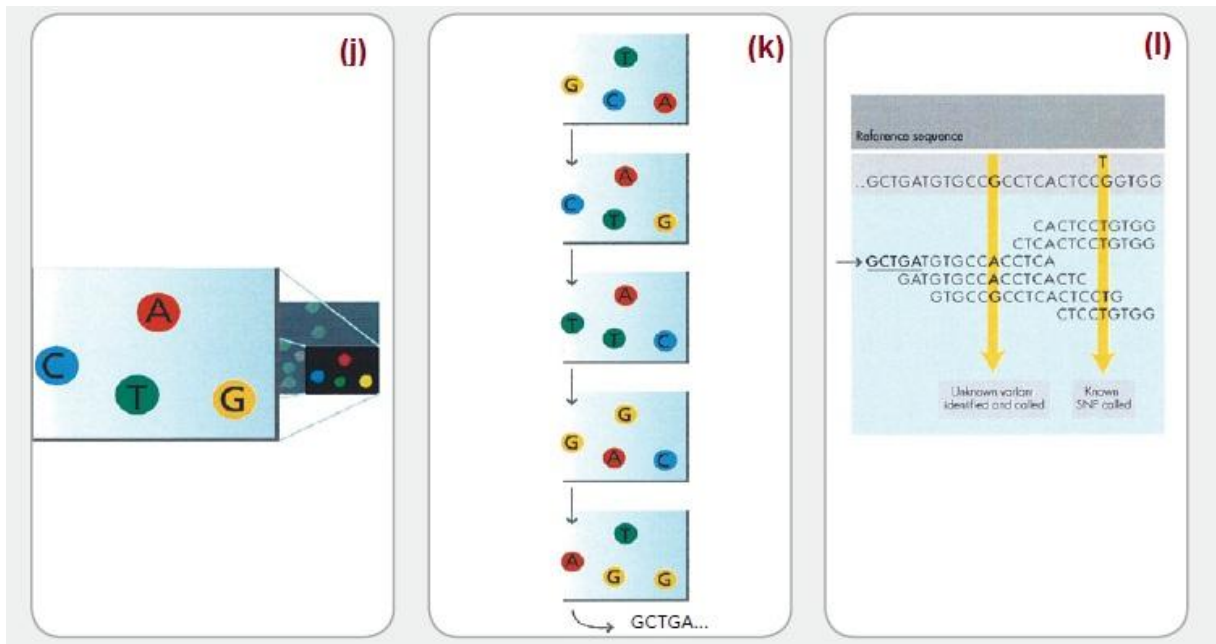 (j)
A
C
T
G
(k)
T
G
C
A
A
C
T
G
A
T
T
C
G
G
A
C
T
A
G
G
GCTGA...
(l)
Reference sequence
T
..GCTGATGTGCCGCCTCACTCCGGTGG
CACTCCTGTGG
CTCACTCCTGTGG
GCTGATGTGCCACCTCA
GATGTGCCACCTCACTC
GTGCCGCCTCACTCCTG
CTCCTGTGG
Unknown variant Known
identified and called SNP called